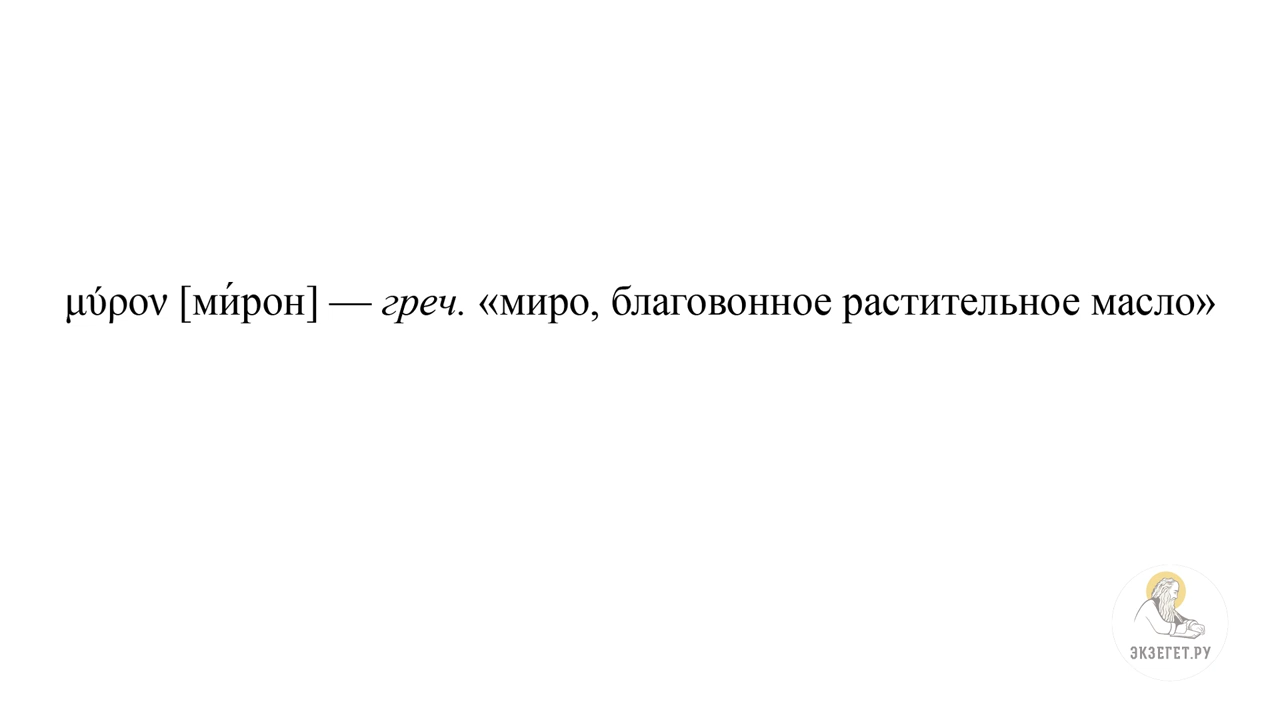 μύρον [ми́рон] — греч. «миро, благовонное растительное масло»
ЭКЗЕГЕТ.РУ